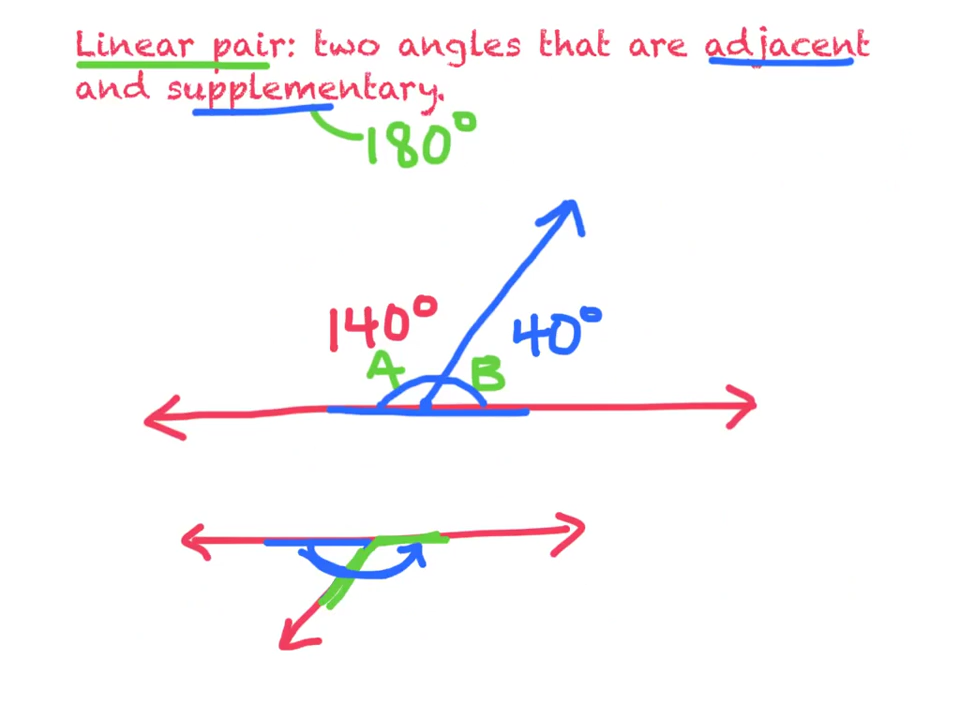 Linear pair: two angles that are adjacent
and supplementary.
180°
140° 40°
A B